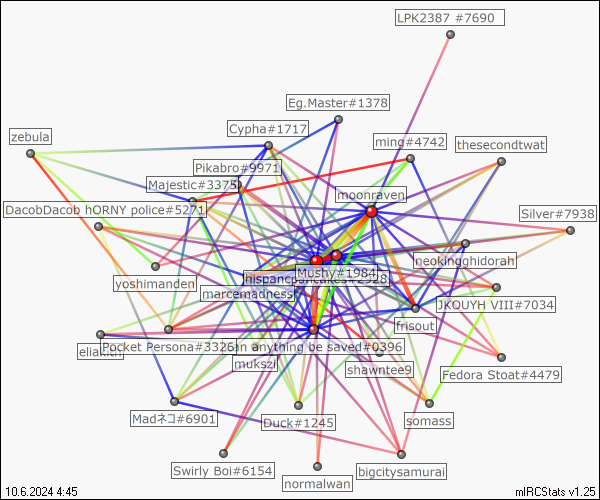 LPK2387 #7690
Eg.Master#1378
Cypha#1717
zebula
ming#4742
thesecondtwat
Pikabro#9971
Majestic#3375
moonraven
DacobDacob hORNY police#5271
Silver#7938
neokingghidorah
Mushy#1984
yoshimanden
marcemadness
JKOUYH VIII#7034
frisout
eliakith
Pocket Persona#3326
an anything be saved#0396
mukszi
shawntee9
Fedora Stoat#4479
Madネコ#6901
Duck#1245
somass
Swirly Boi#6154
bigcitysamurai
normalwan
10.6.2024 4:45
mIRCStats v1.25